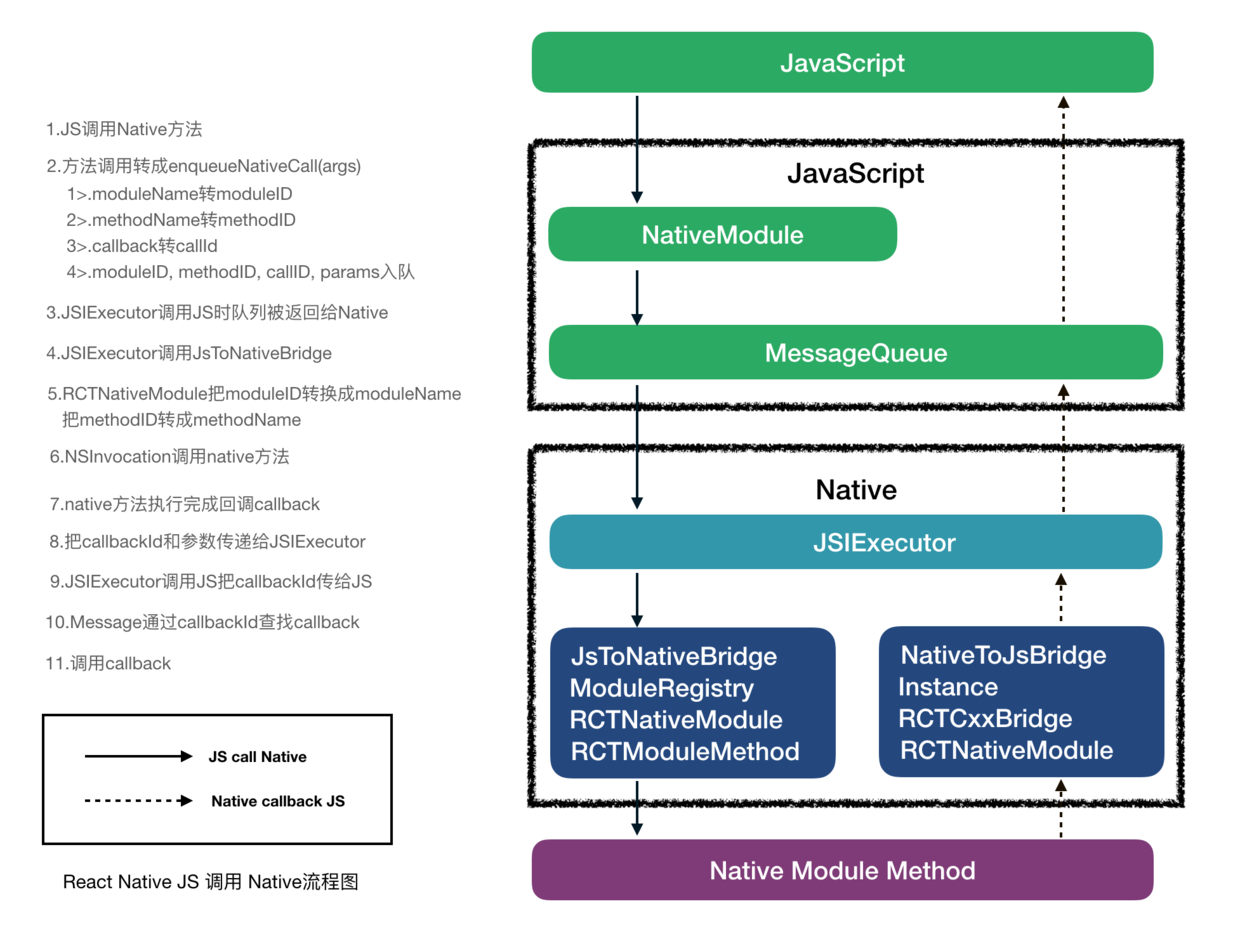 1.JS调用Native方法
2.方法调用转成enqueueNativeCall(args)
1>.moduleName转moduleID
2>.methodName转methodID
3>.callback转callId
4>.moduleID, methodID, callID, params入队
3.JSIExecutor调用JS时队列被返回给Native
4.JSIExecutor调用JsToNativeBridge
5.RCTNativeModule把moduleID转换成moduleName
把methodID转成methodName
6.NSInvocation调用native方法
7.native方法执行完成回调callback
8.把callbackId和参数传递给JSIExecutor
9.JSIExecutor调用JS把callbackId传给JS
10.Message通过callbackId查找callback
11.调用callback
JS call Native
Native callback JS
React Native JS 调用 Native流程图
JavaScript
JavaScript
NativeModule
MessageQueue
Native
JSIExecutor
JsToNativeBridge
ModuleRegistry
RCTNativeModule
RCTModuleMethod
NativeToJsBridge
Instance
RCTCxxBridge
RCTNativeModule
Native Module Method